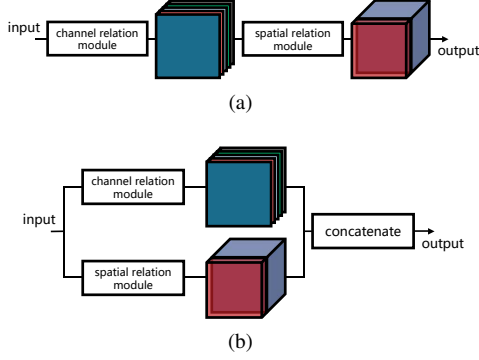 input
channel relation
module
spatial relation
module
output
(a)
channel relation
module
input
concatenate
output
spatial relation
module
(b)